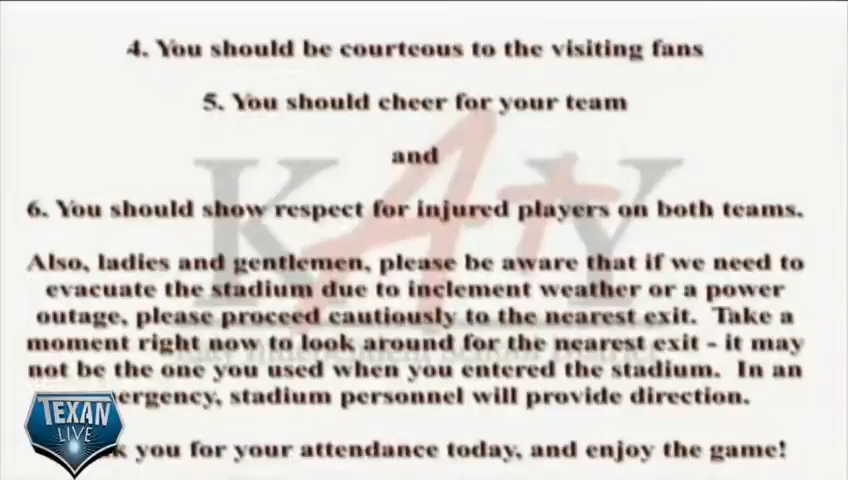 4. You should be courteous to the visiting fans
5. You should cheer for your team
and
6. You should show respect for injured players on both teams.
Also, ladies and gentlemen, please be aware that if we need to
evacuate the stadium due to inclement weather or a power
outage, please proceed cautiously to the nearest exit. Take a
moment right now to look around for the nearest exit - it may
not be the one you used when you entered the stadium. In an
ergency, stadium personnel will provide direction.
k you for your attendance today, and enjoy the game!
KATY
Independent School District
TEXAN
LIVE